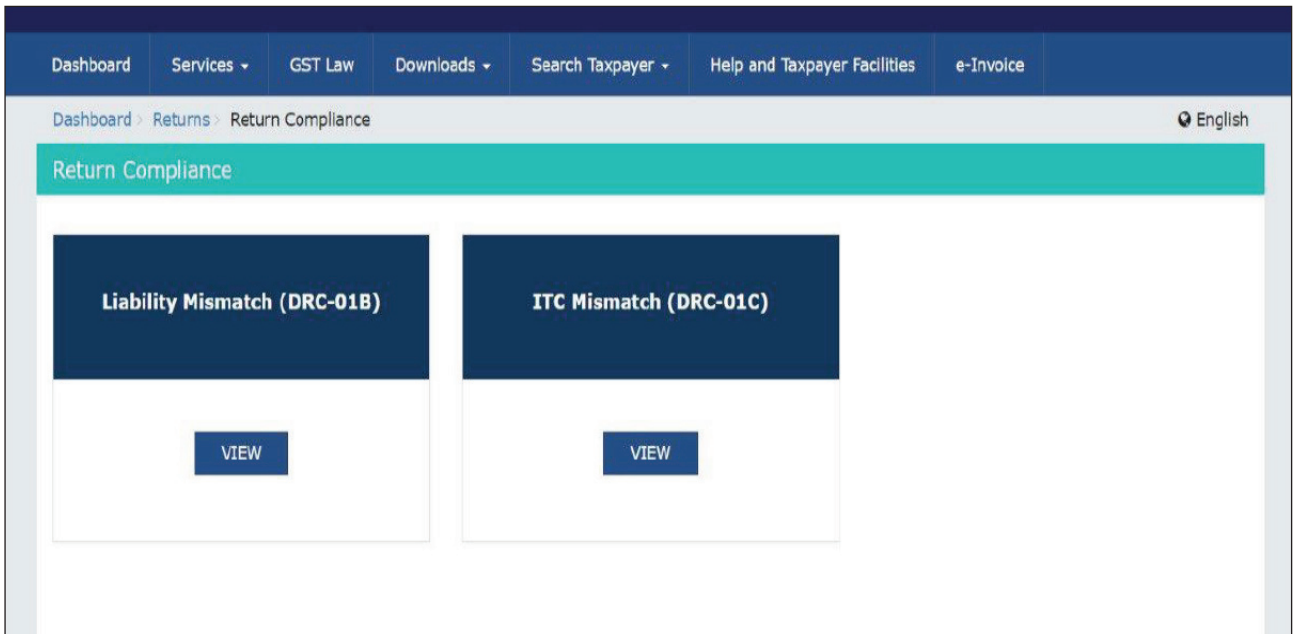 Dashboard Services GST Law Downloads Search Taxpayer Help and Taxpayer Facilities e-Invoice
Dashboard > Returns > Return Compliance English
Return Compliance
Liability Mismatch (DRC-01B) ITC Mismatch (DRC-01C)
VIEW VIEW